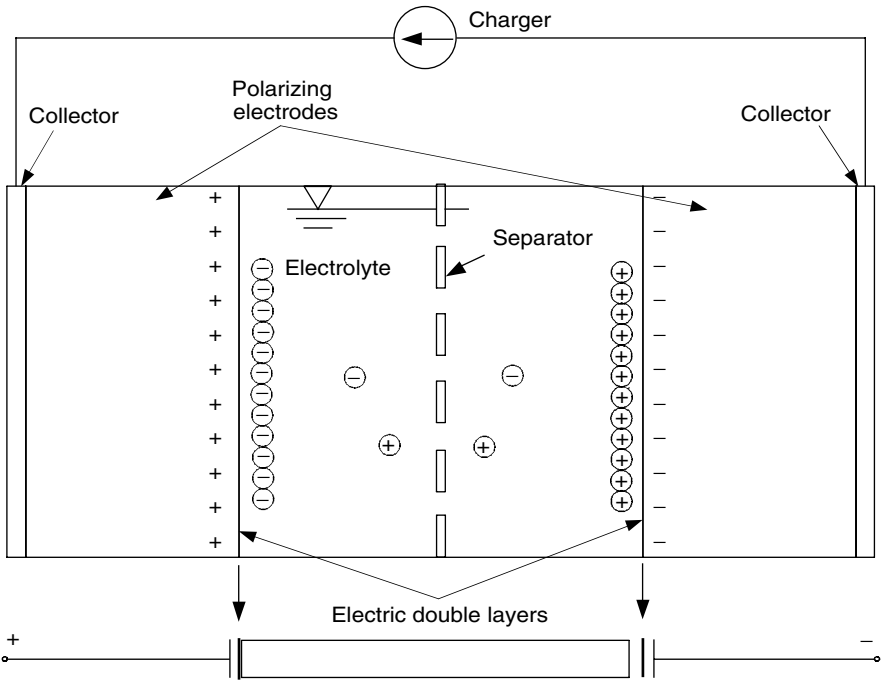 Charger
Polarizing
electrodes
Collector
Collector
Separator
Electrolyte
Electric double layers
+
−